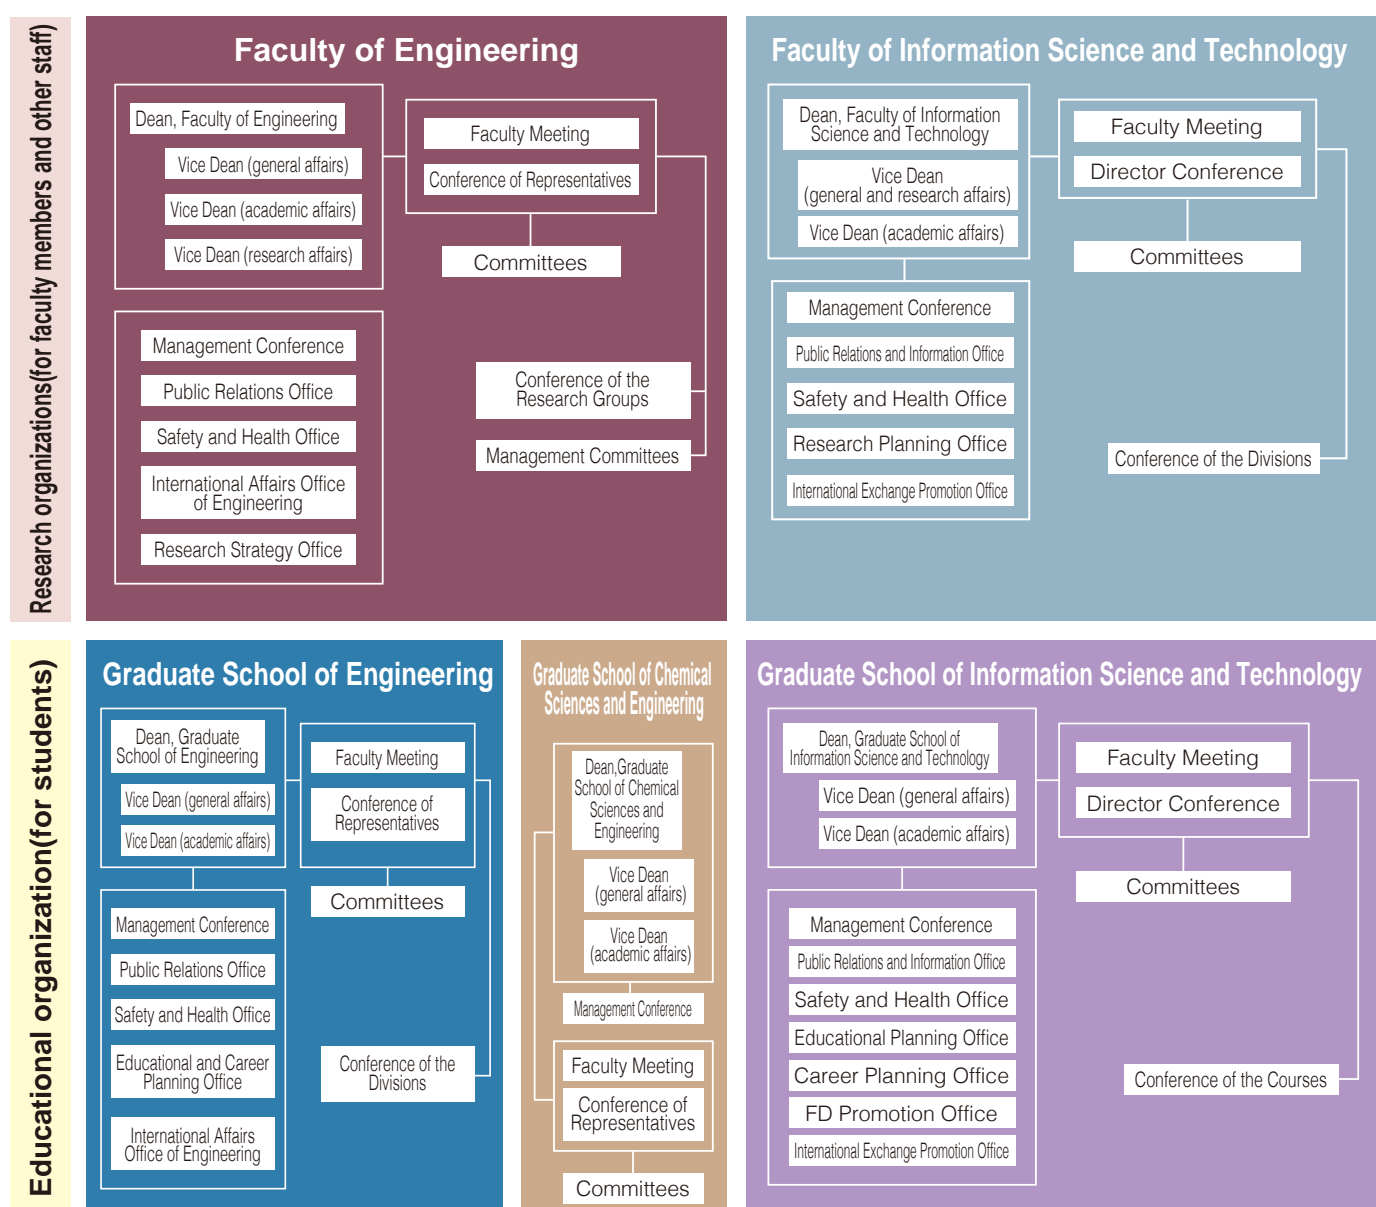 Research organizations(for faculty members and other staff)
Faculty of Engineering
Dean, Faculty of Engineering
Vice Dean (general affairs)
Vice Dean (academic affairs)
Vice Dean (research affairs)
Faculty Meeting
Conference of Representatives
Committees
Management Conference
Public Relations Office
Safety and Health Office
International Affairs Office
of Engineering
Research Strategy Office
Conference of the
Research Groups
Management Committees
Faculty of Information Science and Technology
Dean, Faculty of Information
Science and Technology
Vice Dean
(general and research affairs)
Vice Dean (academic affairs)
Faculty Meeting
Director Conference
Committees
Management Conference
Public Relations and Information Office
Safety and Health Office
Research Planning Office
International Exchange Promotion Office
Conference of the Divisions
Educational organization(for students)
Graduate School of Engineering
Dean, Graduate
School of Engineering
Vice Dean (general affairs)
Vice Dean (academic affairs)
Faculty Meeting
Conference of
Representatives
Committees
Management Conference
Public Relations Office
Safety and Health Office
Educational and Career
Planning Office
International Affairs
Office of Engineering
Conference of the
Divisions
Graduate School of Chemical
Sciences and Engineering
Dean,Graduate
School of Chemical
Sciences and
Engineering
Vice Dean
(general affairs)
Vice Dean
(academic affairs)
Management Conference
Faculty Meeting
Conference of
Representatives
Committees
Graduate School of Information Science and Technology
Dean, Graduate School of
Information Science and Technology
Vice Dean (general affairs)
Vice Dean (academic affairs)
Faculty Meeting
Director Conference
Committees
Management Conference
Public Relations and Information Office
Safety and Health Office
Educational Planning Office
Career Planning Office
FD Promotion Office
International Exchange Promotion Office
Conference of the Courses